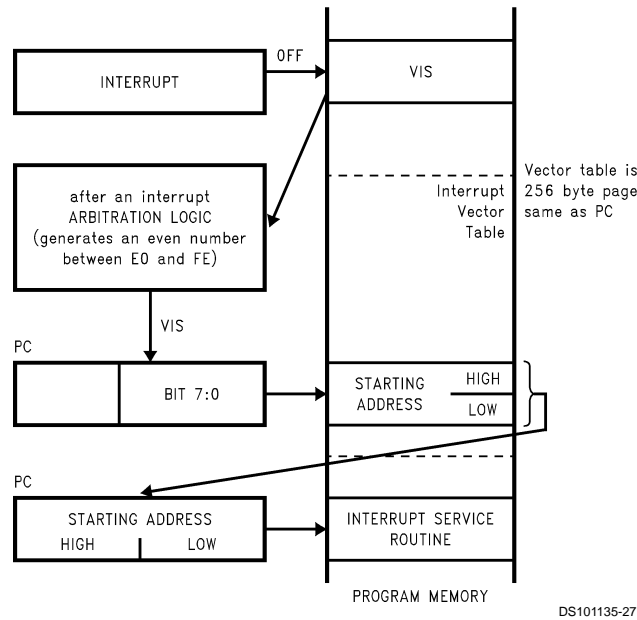 INTERRUPT
OFF
VIS
after an interrupt
ARBITRATION LOGIC
(generates an even number
between E0 and FE)
Interrupt
Vector
Table
Vector table is
256 byte page
same as PC
VIS
PC
BIT 7:0
STARTING
ADDRESS
HIGH
LOW
PC
STARTING ADDRESS
HIGH
LOW
INTERRUPT SERVICE
ROUTINE
PROGRAM MEMORY
DS101135-27